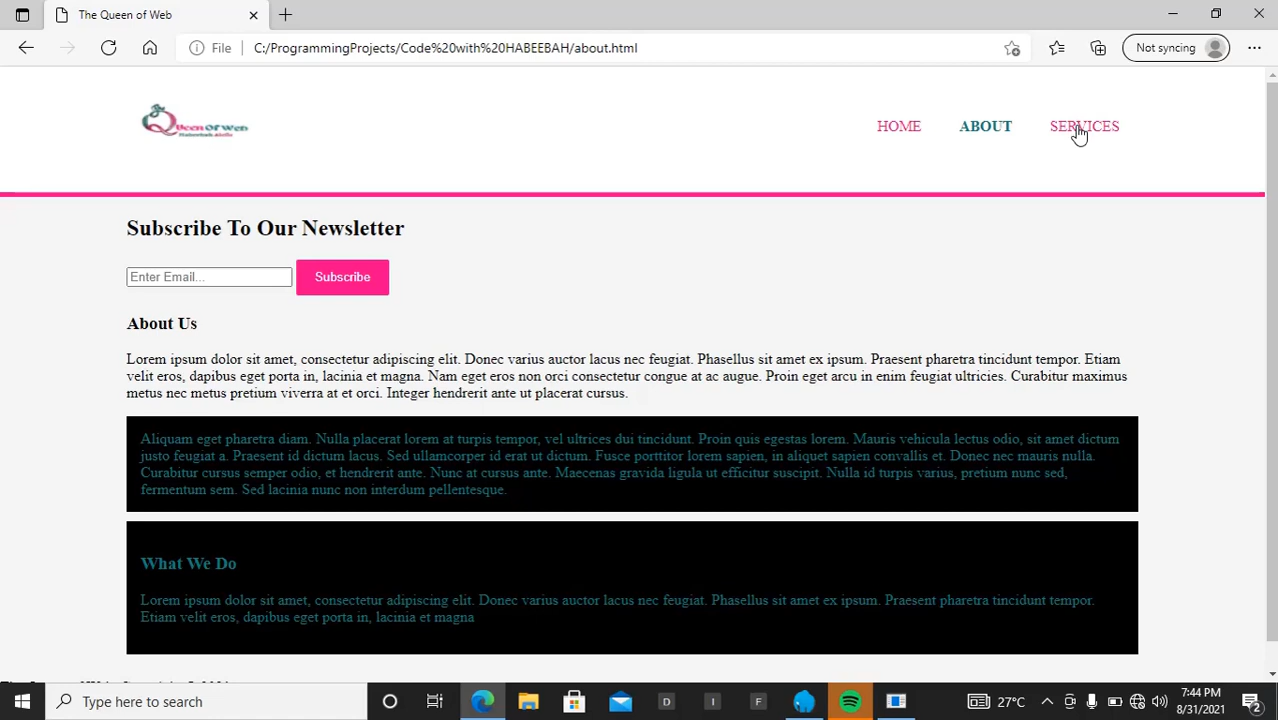 The Queen of Web
File C:/ProgrammingProjects/Code%20with%20HABEEBAH/about.html
Not syncing
Queen Of Wen
HOME ABOUT SERVICES
Subscribe To Our Newsletter
Enter Email... Subscribe
About Us
Lorem ipsum dolor sit amet, consectetur adipiscing elit. Donec varius auctor lacus nec feugiat. Phasellus sit amet ex ipsum. Praesent pharetra tincidunt tempor. Etiam
velit eros, dapibus eget porta in, lacinia et magna. Nam eget eros non orci consectetur congue at ac augue. Proin eget arcu in enim feugiat ultricies. Curabitur maximus
metus nec metus pretium viverra at et orci. Integer hendrerit ante ut placerat cursus.
Aliquam eget pharetra diam. Nulla placerat lorem at turpis tempor, vel ultrices dui tincidunt. Proin quis egestas lorem. Mauris vehicula lectus odio, sit amet dictum
justo feugiat a. Praesent id dictum lacus. Sed ullamcorper id erat ut dictum. Fusce porttitor lorem sapien, in aliquet sapien convallis et. Donec nec mauris nulla.
Curabitur cursus semper odio, et hendrerit ante. Nunc at cursus ante. Maecenas gravida ligula ut efficitur suscipit. Nulla id turpis varius, pretium nunc sed,
fermentum sem. Sed lacinia nunc non interdum pellentesque.
What We Do
Lorem ipsum dolor sit amet, consectetur adipiscing elit. Donec varius auctor lacus nec feugiat. Phasellus sit amet ex ipsum. Praesent pharetra tincidunt tempor.
Etiam velit eros, dapibus eget porta in, lacinia et magna
Type here to search
D I F
27°C
7:44 PM
8/31/2021
2